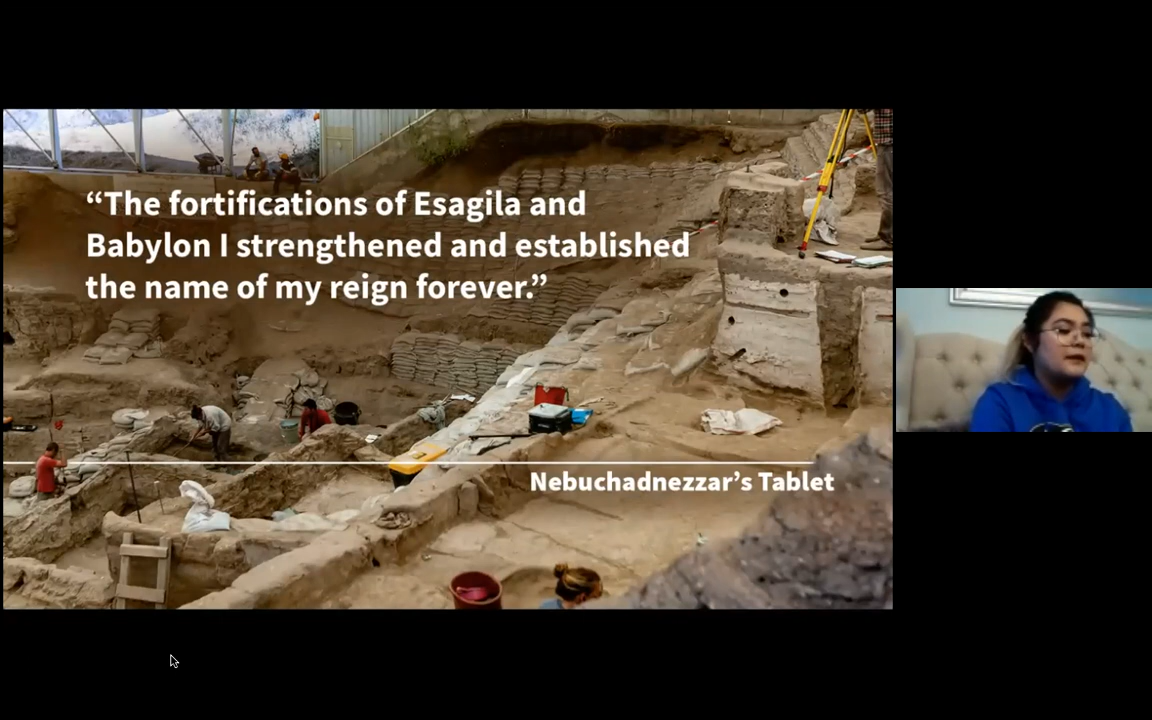 “The fortifications of Esagila and
Babylon I strengthened and established
the name of my reign forever.”
Nebuchadnezzar’s Tablet